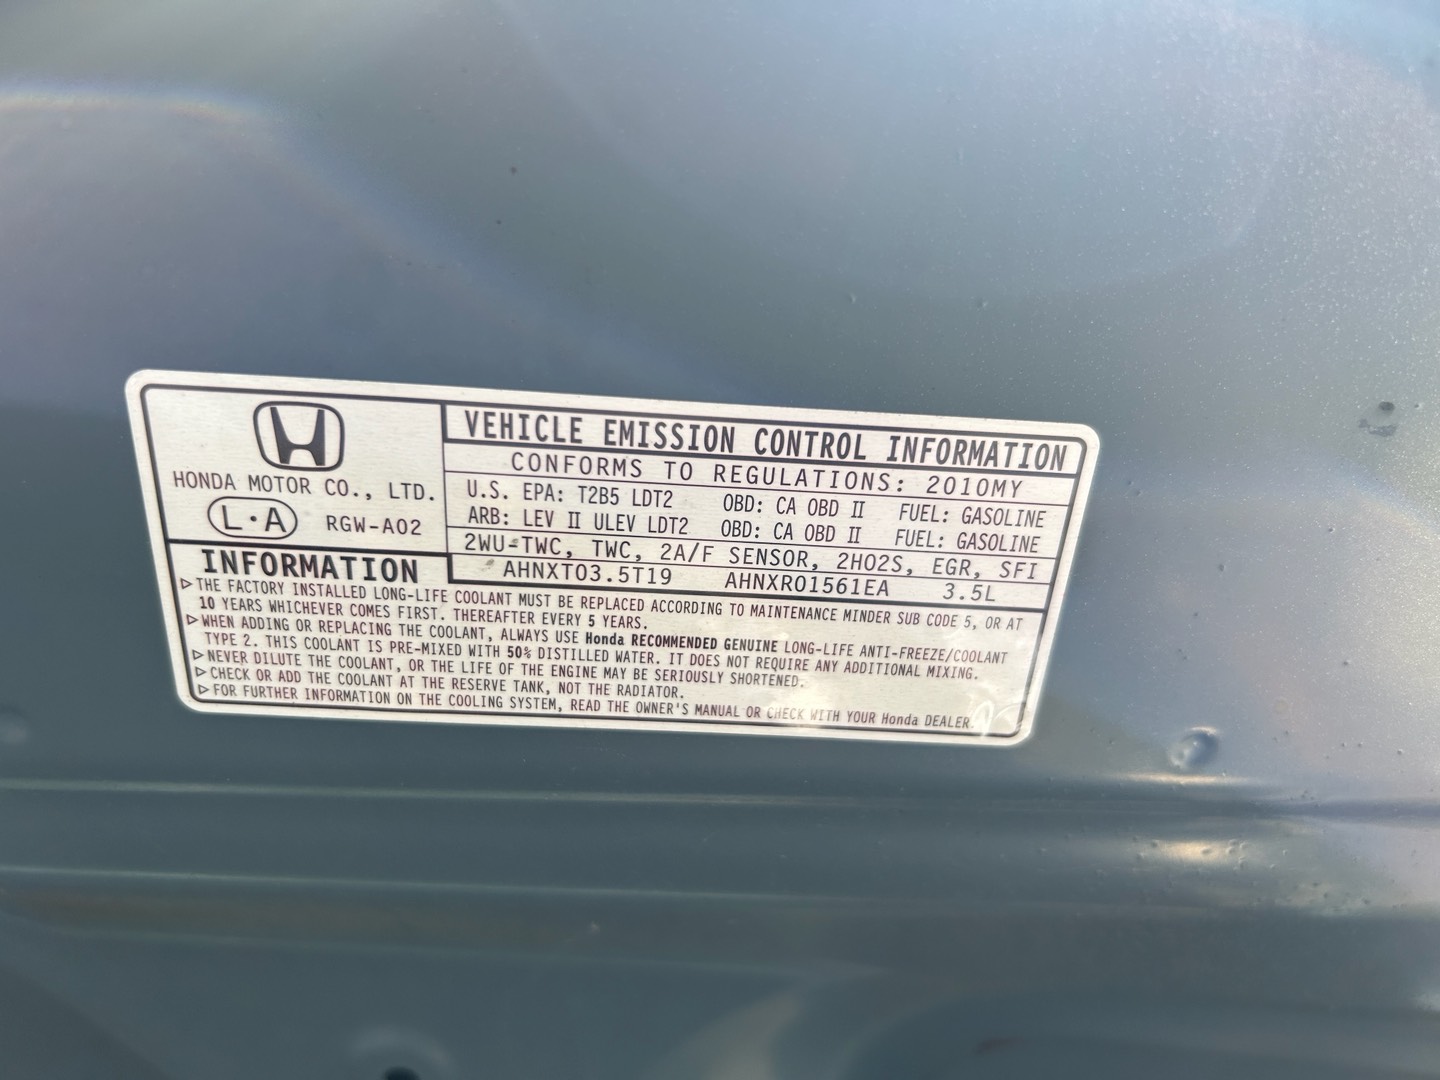 VEHICLE EMISSION CONTROL INFORMATION
CONFORMS TO REGULATIONS: 2010MY
HONDA MOTOR CO., LTD.
U.S. EPA: T2B5 LDT2 OBD: CA OBD II FUEL: GASOLINE
L·A RGW-A02
ARB: LEV II ULEV LDT2 OBD: CA OBD II FUEL: GASOLINE
2WU-TWC, TWC, 2A/F SENSOR, 2HO2S, EGR, SFI
AHNXT03.5T19 AHNXR01561EA 3.5L
INFORMATION
▷THE FACTORY INSTALLED LONG-LIFE COOLANT MUST BE REPLACED ACCORDING TO MAINTENANCE MINDER SUB CODE 5, OR AT
10 YEARS WHICHEVER COMES FIRST. THEREAFTER EVERY 5 YEARS.
▷WHEN ADDING OR REPLACING THE COOLANT, ALWAYS USE Honda RECOMMENDED GENUINE LONG-LIFE ANTI-FREEZE/COOLANT
TYPE 2. THIS COOLANT IS PRE-MIXED WITH 50% DISTILLED WATER. IT DOES NOT REQUIRE ANY ADDITIONAL MIXING.
▷NEVER DILUTE THE COOLANT, OR THE LIFE OF THE ENGINE MAY BE SERIOUSLY SHORTENED.
▷CHECK OR ADD THE COOLANT AT THE RESERVE TANK, NOT THE RADIATOR.
▷FOR FURTHER INFORMATION ON THE COOLING SYSTEM, READ THE OWNER'S MANUAL OR CHECK WITH YOUR Honda DEALER.